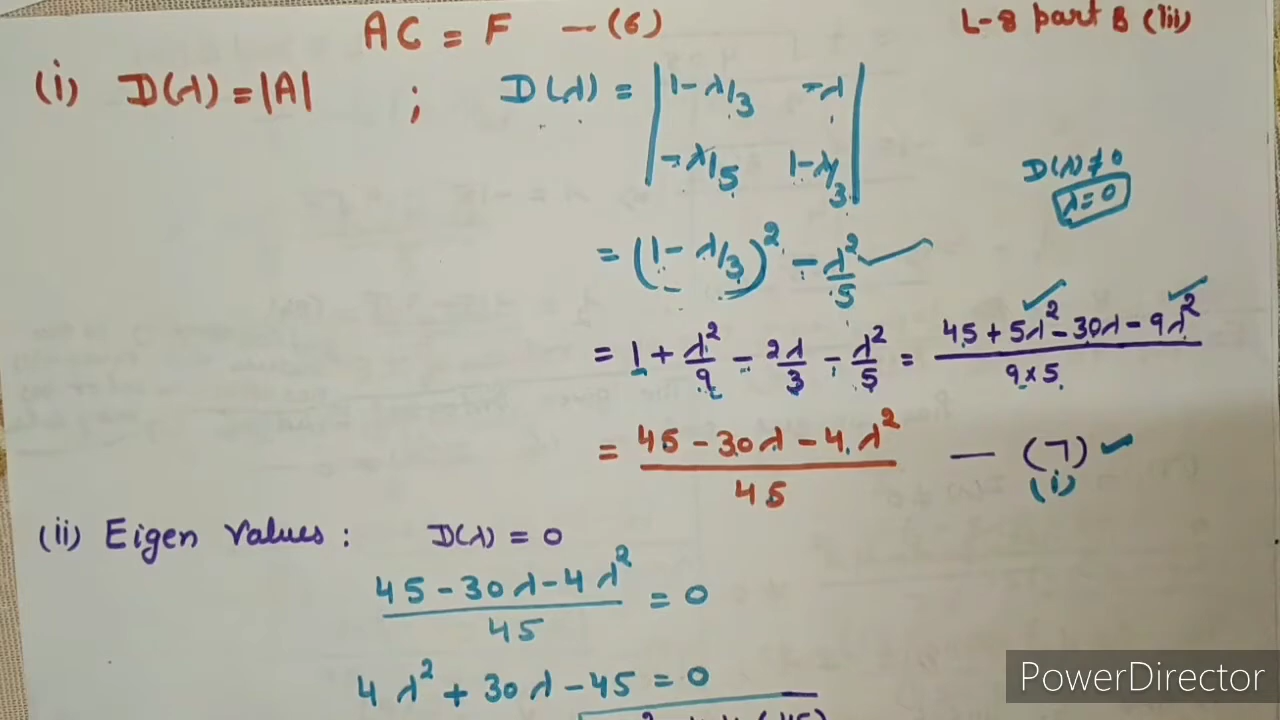 AC = F — (6)
L-8 part B (iii)
(i) D(λ) = |A| ; D(λ) = | 1-λ/3 -λ |
| -λ/5 1-λ/3 |
D(λ) ≠ 0
λ = 0
= (1 - λ/3)² - λ²/5
= 1 + λ²/9 - 2λ/3 - λ²/5 = (45 + 5λ² - 30λ - 9λ²)/(9×5)
= (45 - 30λ - 4λ²)/45 — (7)
(i)
(ii) Eigen Values : D(λ) = 0
(45 - 30λ - 4λ²)/45 = 0
4λ² + 30λ - 45 = 0
PowerDirector